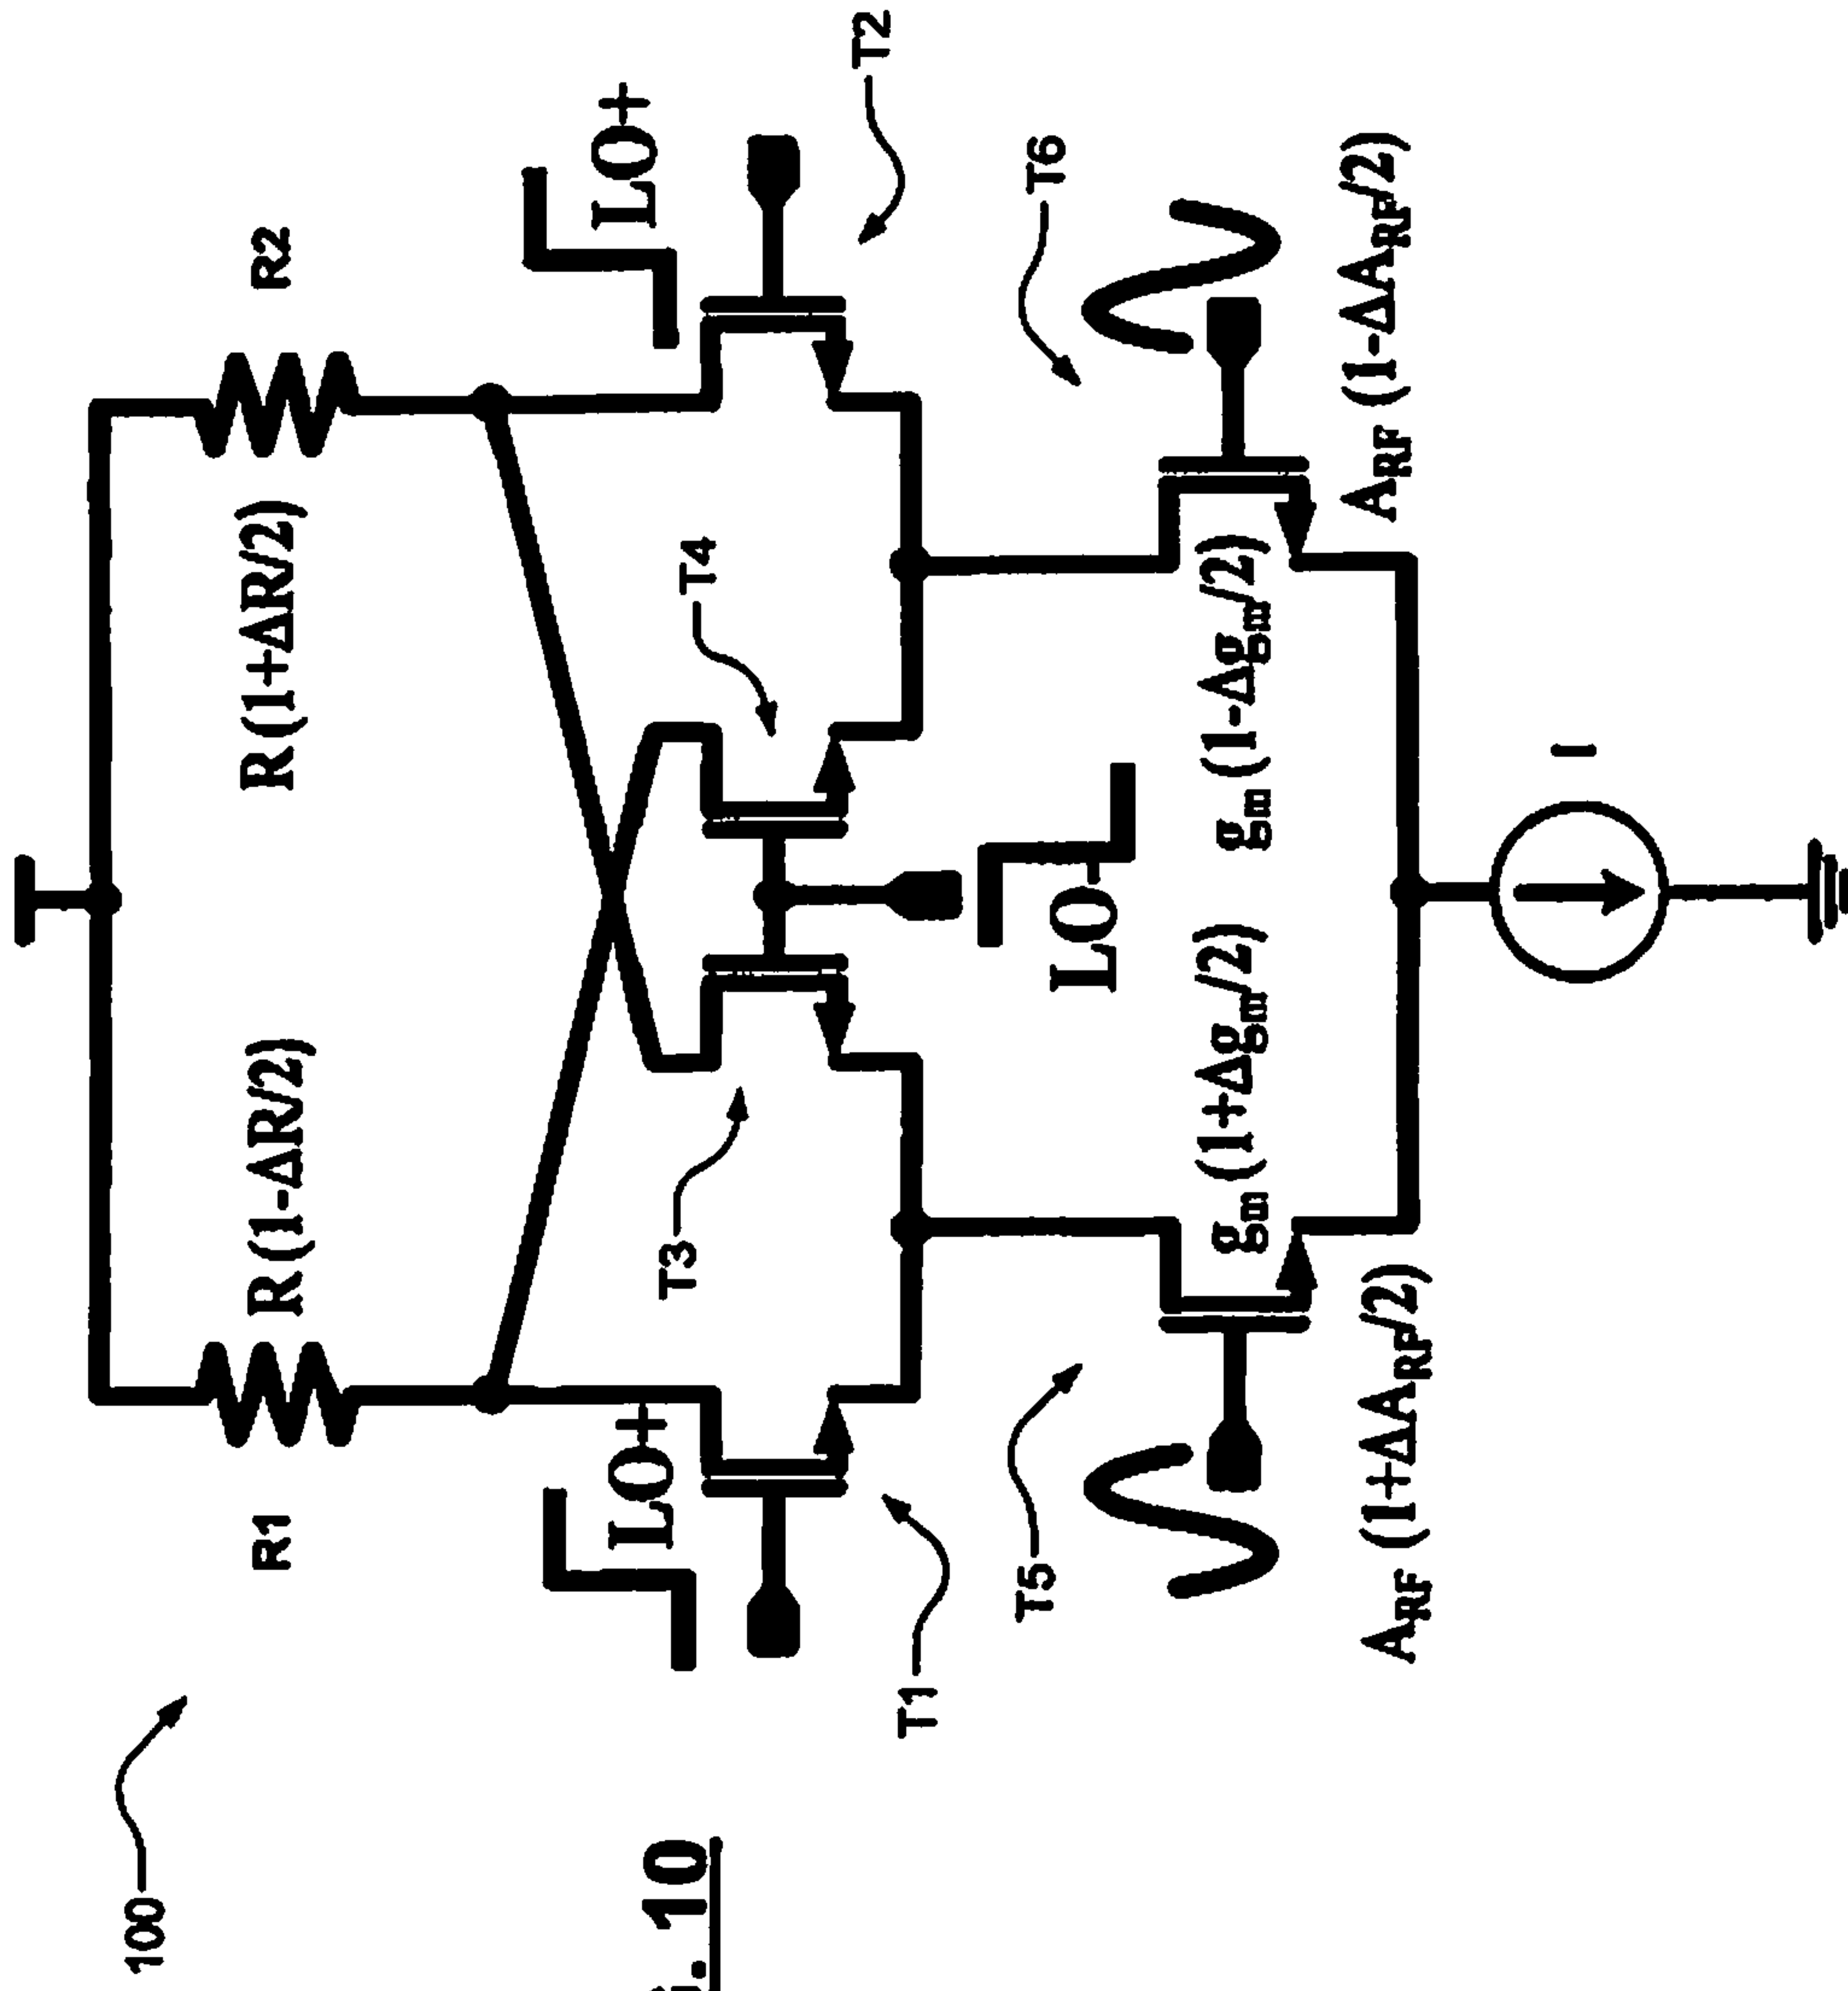 100
R1
R(1-ΔR/2)
R(1+ΔR/2)
R2
LO+
LO+
. 10
T3
T4
T2
T1
T5
T6
LO-
gm (1+Δgm/2)
gm (1-Δgm/2)
ARF (1+ΔARF/2)
ARF (1-ΔARF/2)
I